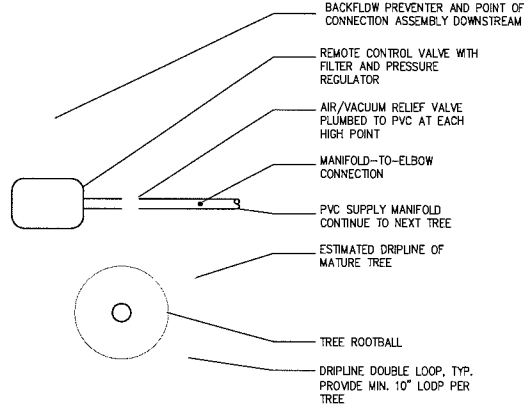 BACKFLOW PREVENTER AND POINT OF
CONNECTION ASSEMBLY DOWNSTREAM
REMOTE CONTROL VALVE WITH
FILTER AND PRESSURE
REGULATOR
AIR/VACUUM RELIEF VALVE
PLUMBED TO PVC AT EACH
HIGH POINT
MANIFOLD-TO-ELBOW
CONNECTION
PVC SUPPLY MANIFOLD
CONTINUE TO NEXT TREE
ESTIMATED DRIPLINE OF
MATURE TREE
TREE ROOTBALL
DRIPLINE DOUBLE LOOP, TYP.
PROVIDE MIN. 10" LOOP PER
TREE